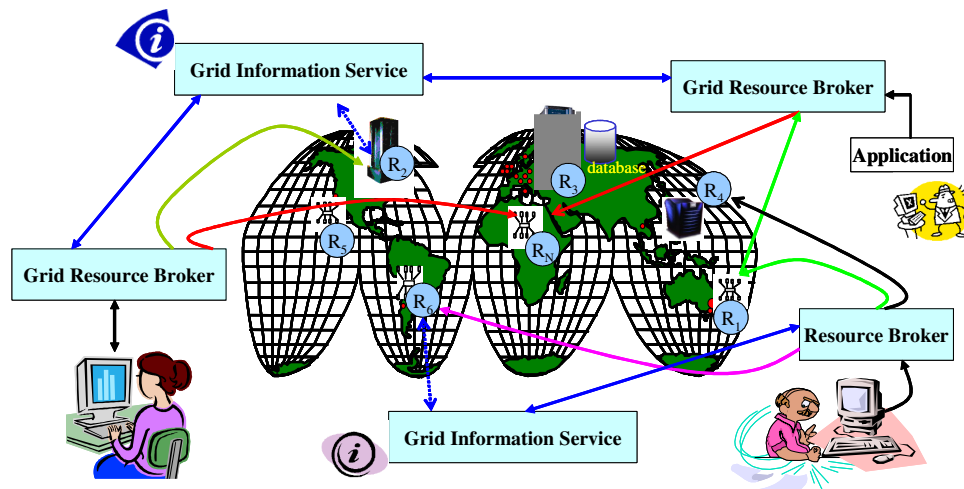 Grid Information Service
Grid Resource Broker
Application
database
R2
R3
R4
R5
RN
R6
R1
Grid Resource Broker
Resource Broker
Grid Information Service
i
i